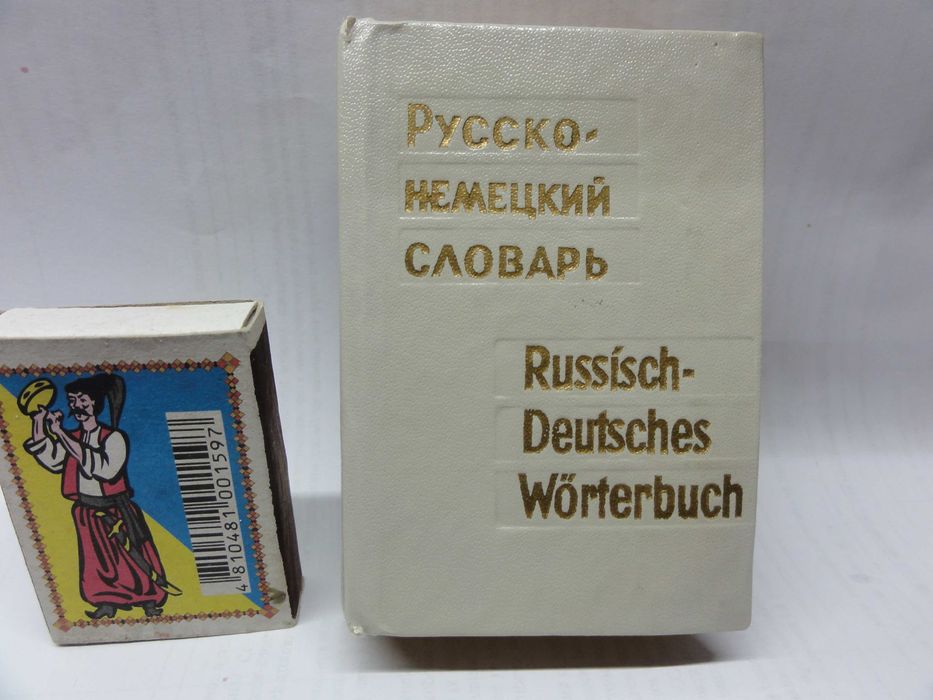 Русско-
немецкий
словарь
Russisch-
Deutsches
Wörterbuch
4 810481 001597